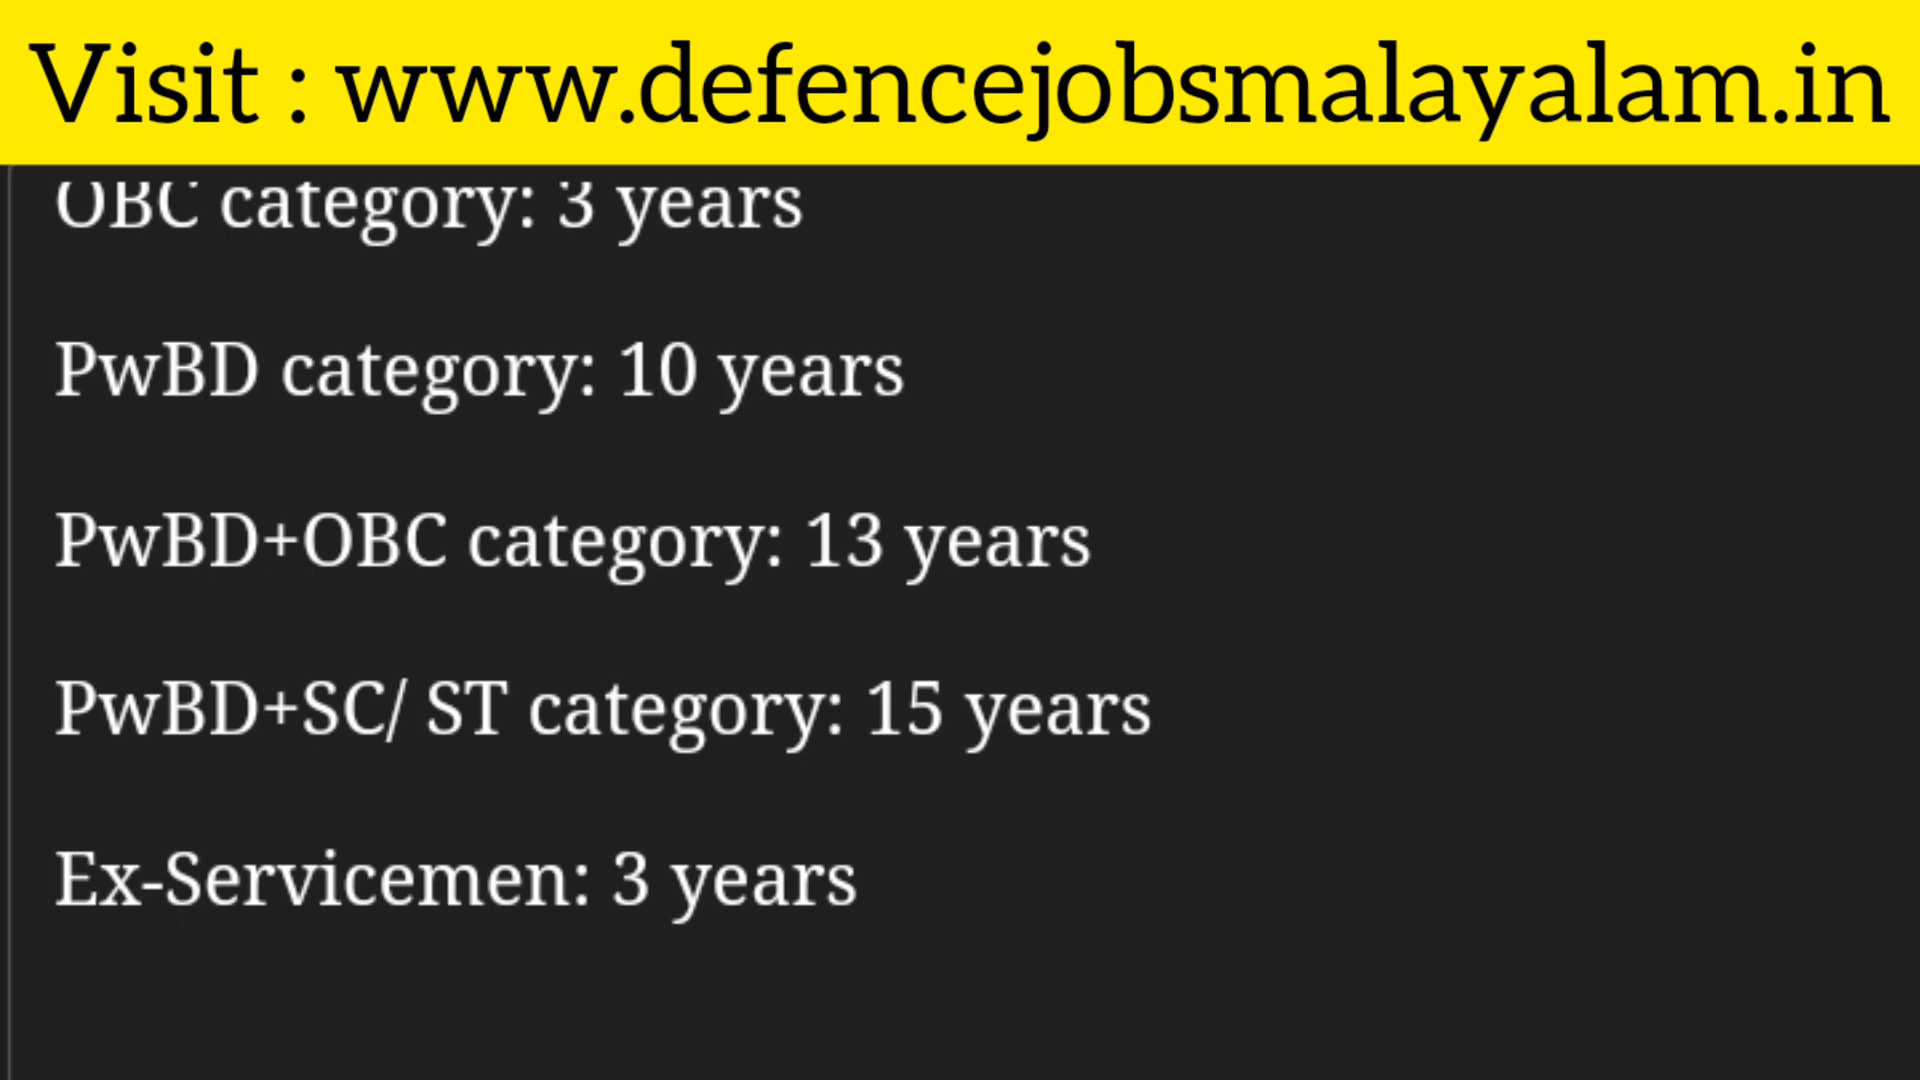 Visit : www.defencejobsmalayalam.in
OBC category: 3 years
PwBD category: 10 years
PwBD+OBC category: 13 years
PwBD+SC/ ST category: 15 years
Ex-Servicemen: 3 years